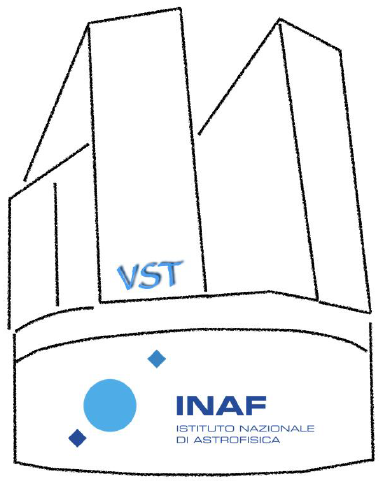 VST
INAF
ISTITUTO NAZIONALE
DI ASTROFISICA